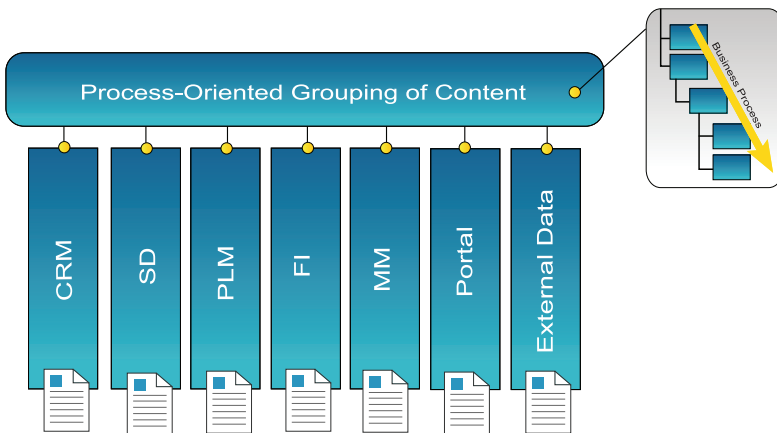 Process-Oriented Grouping of Content
Business Process
CRM
SD
PLM
FI
MM
Portal
External Data